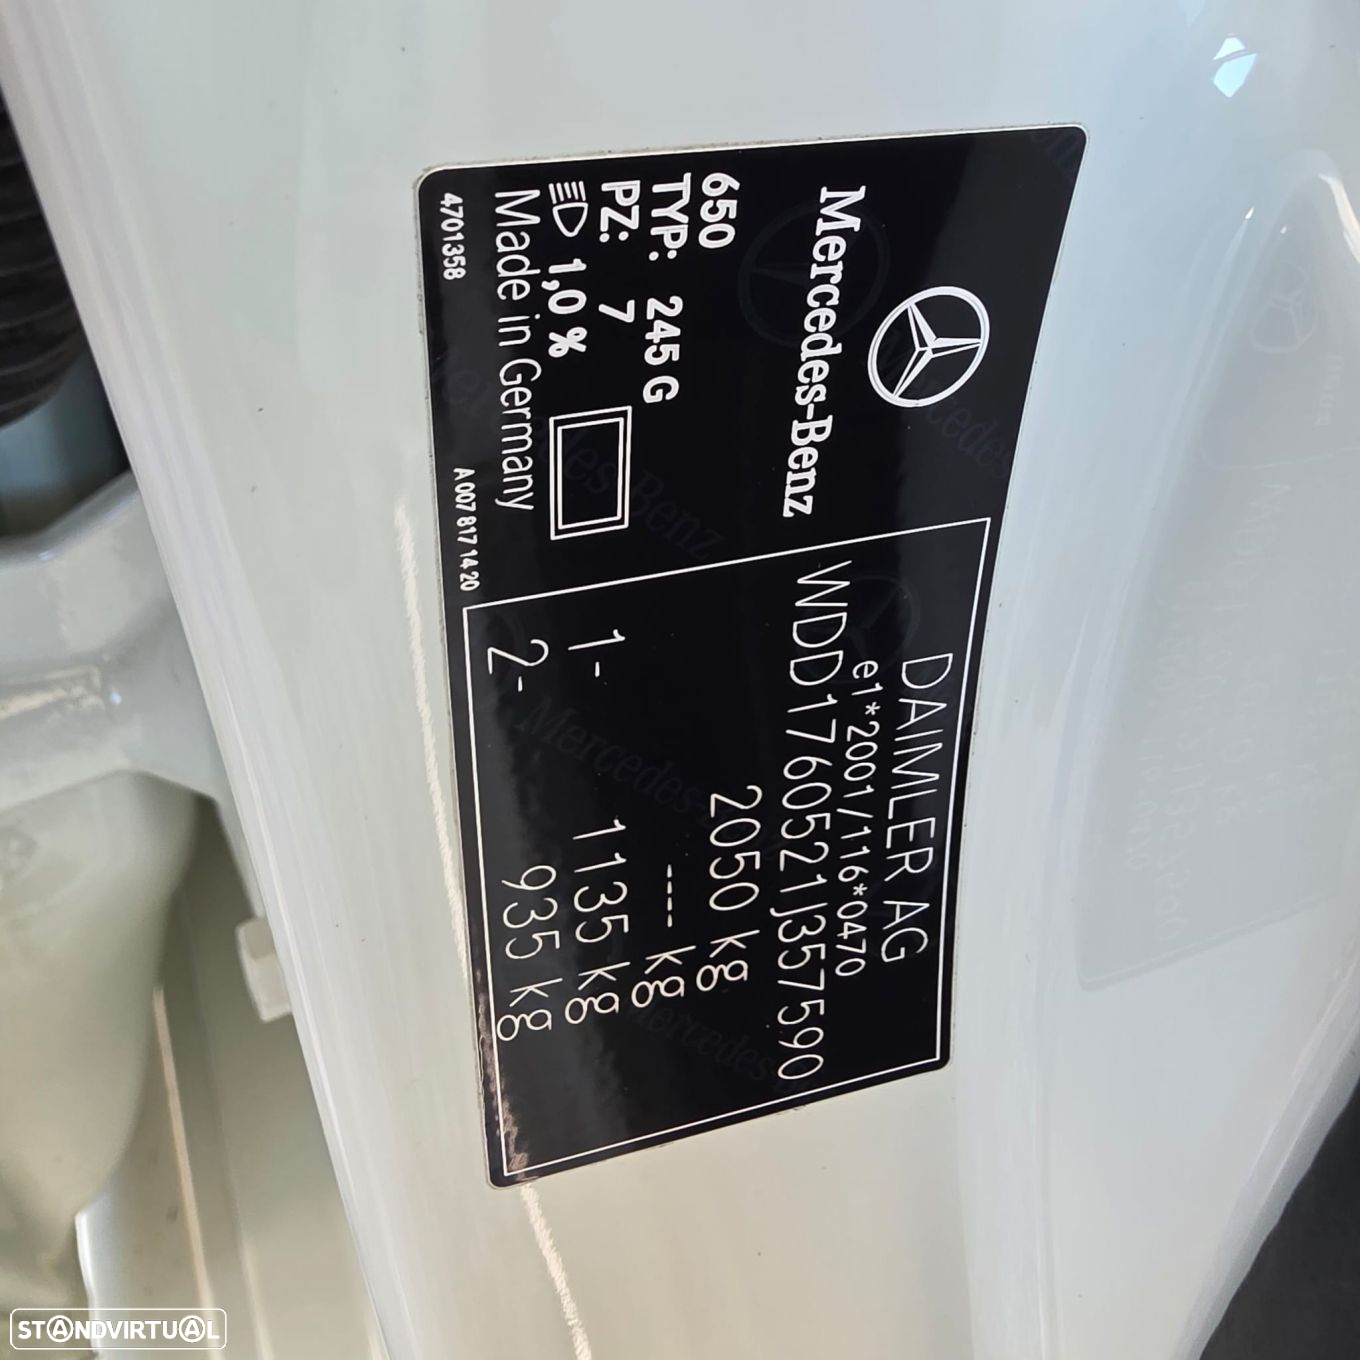 Mercedes-Benz
650
TYP: 245 G
PZ: 7
1,0 %
Made in Germany
4701358
A 007 817 14 20
DAIMLER AG
e1*2001/116*0470
WDD1760521J357590
2050 kg
---- kg
1- 1135 kg
2- 935 kg
STANDVIRTUAL